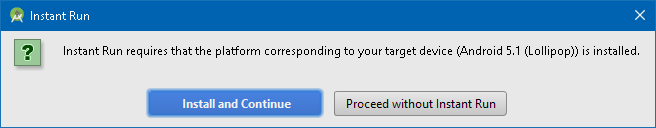 Instant Run
Instant Run requires that the platform corresponding to your target device (Android 5.1 (Lollipop)) is installed.
Install and Continue
Proceed without Instant Run